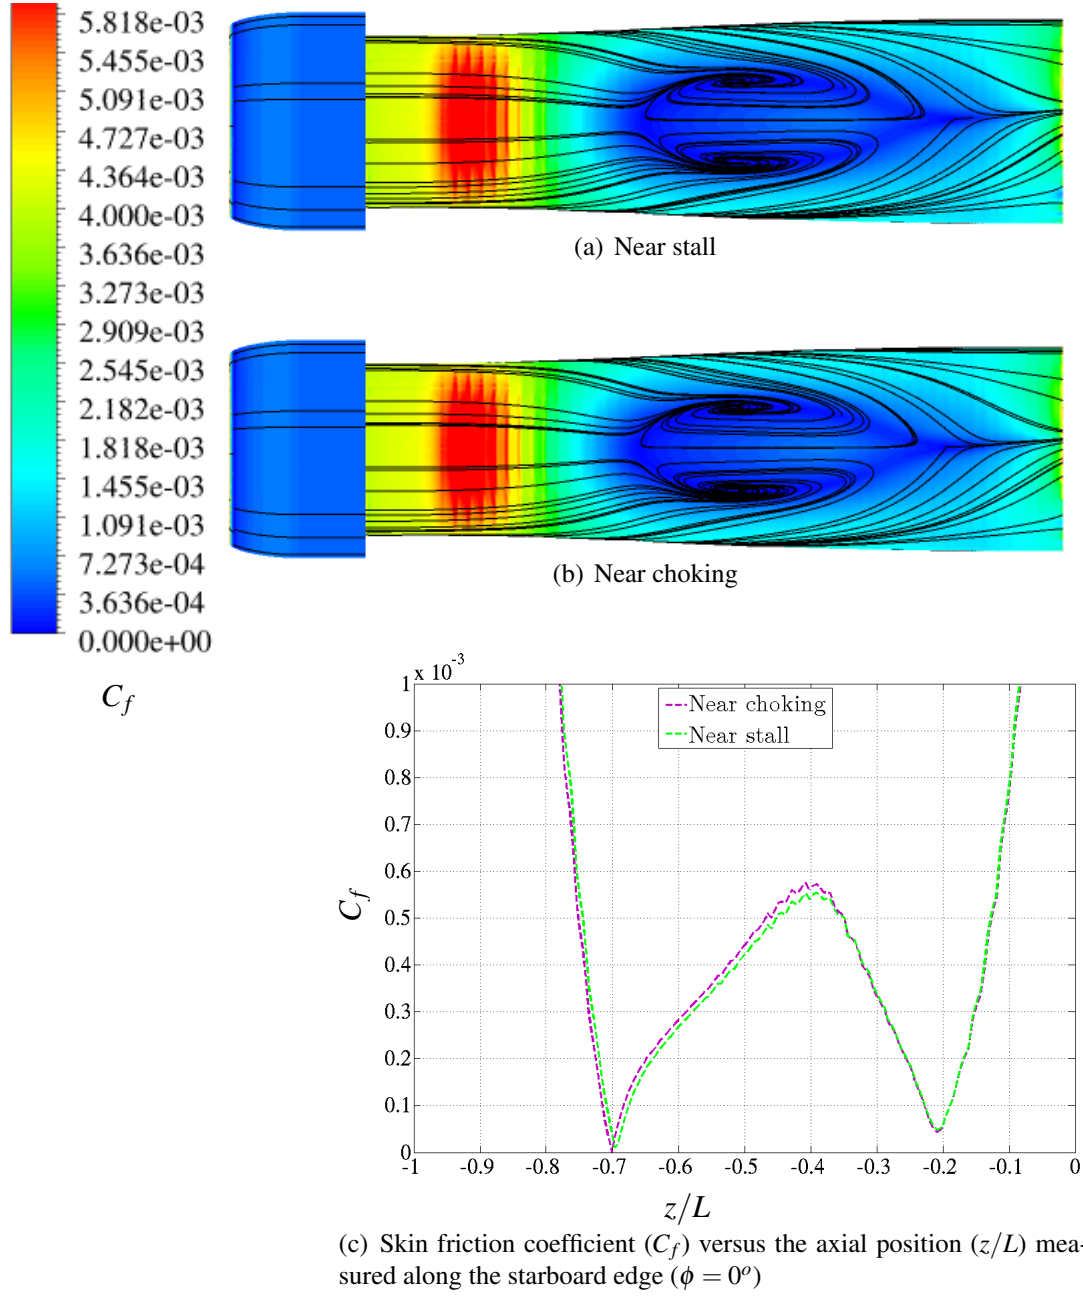 5.818e-03
5.455e-03
5.091e-03
4.727e-03
4.364e-03
4.000e-03
3.636e-03
3.273e-03
2.909e-03
2.545e-03
2.182e-03
1.818e-03
1.455e-03
1.091e-03
7.273e-04
3.636e-04
0.000e+00
C_f
(a) Near stall
(b) Near choking
x 10^-3
1
0.9
0.8
0.7
0.6
0.5
0.4
0.3
0.2
0.1
0
C_f
Near choking
Near stall
-1 -0.9 -0.8 -0.7 -0.6 -0.5 -0.4 -0.3 -0.2 -0.1 0
z/L
(c) Skin friction coefficient (C_f) versus the axial position (z/L) mea-
sured along the starboard edge (ϕ = 0^o)